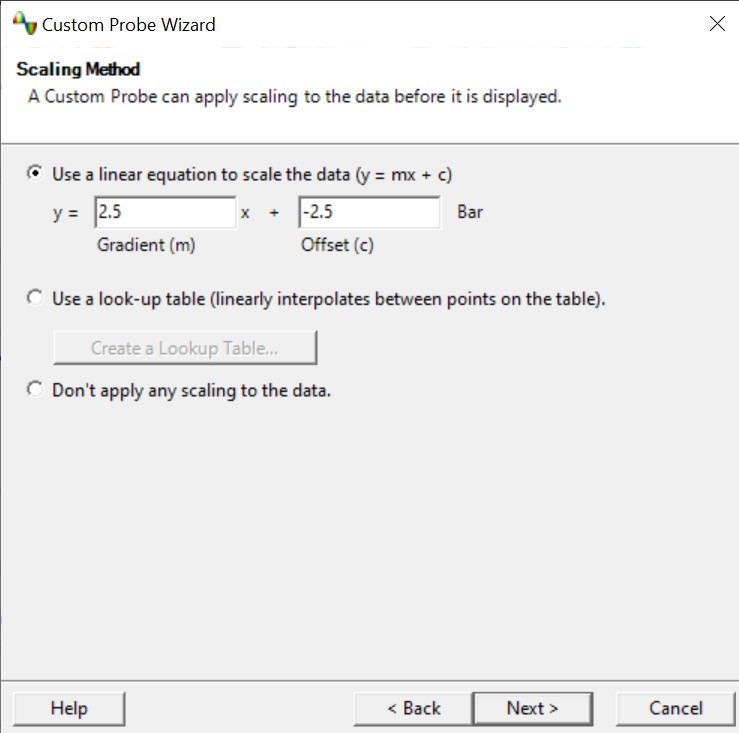 Custom Probe Wizard
Scaling Method
A Custom Probe can apply scaling to the data before it is displayed.
Use a linear equation to scale the data (y = mx + c)
y = 2.5 x + -2.5 Bar
Gradient (m) Offset (c)
Use a look-up table (linearly interpolates between points on the table).
Create a Lookup Table...
Don't apply any scaling to the data.
Help < Back Next > Cancel